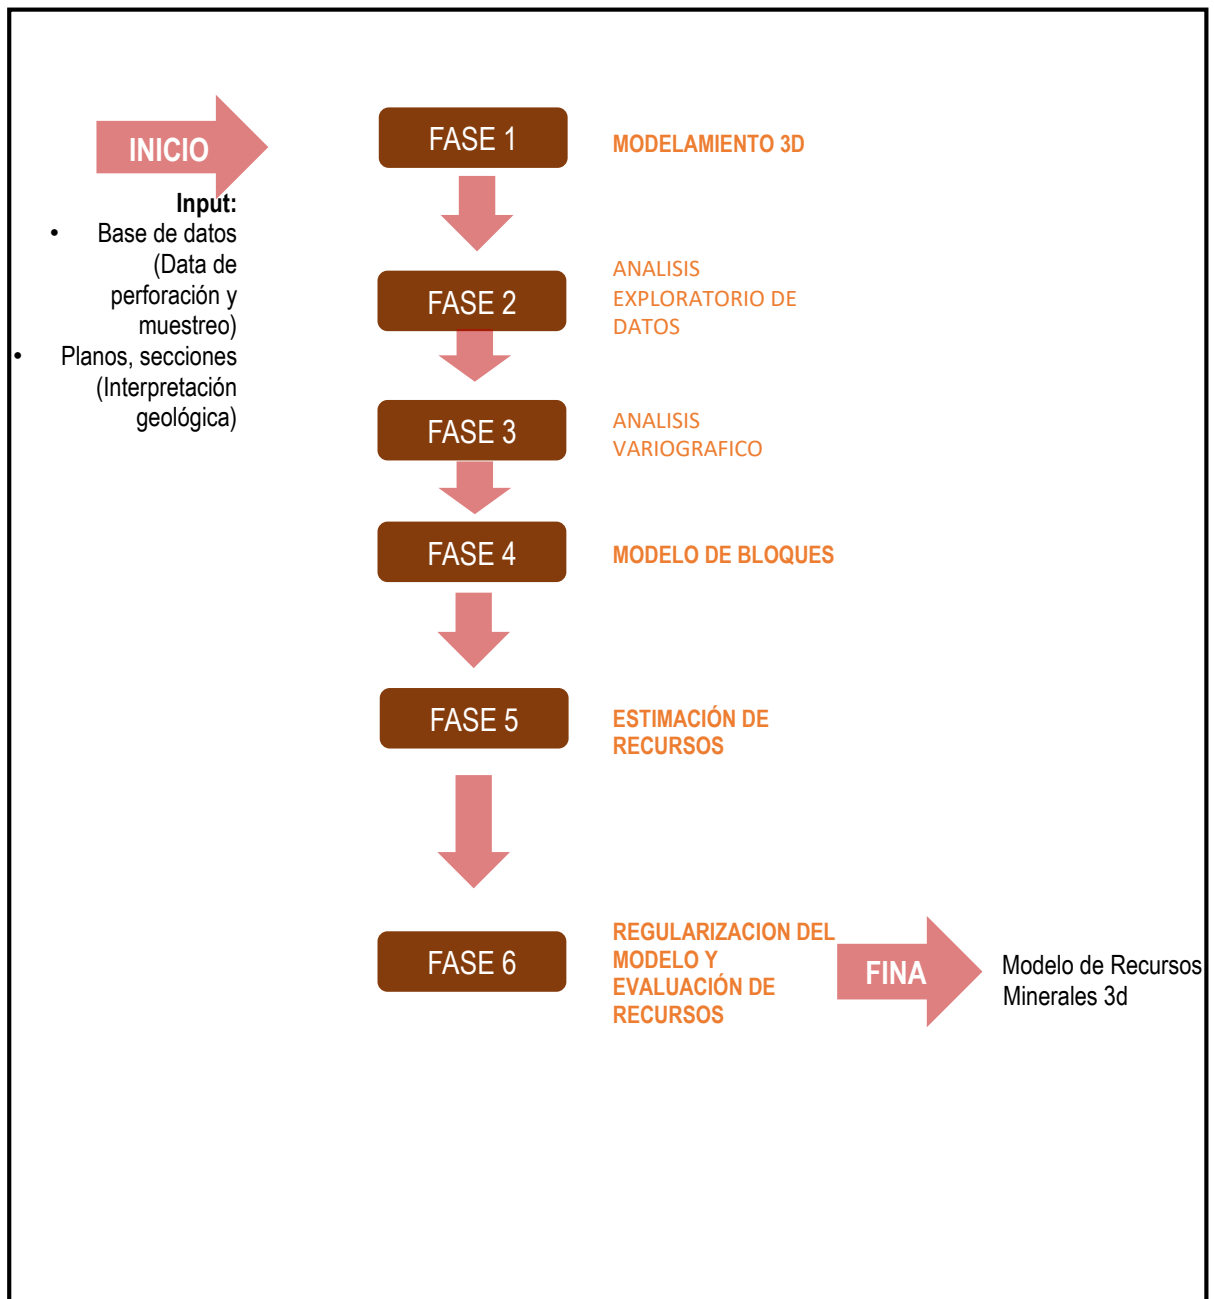 INICIO
Input:
• Base de datos
(Data de
perforación y
muestreo)
• Planos, secciones
(Interpretación
geológica)
FASE 1
MODELAMIENTO 3D
FASE 2
ANALISIS
EXPLORATORIO DE
DATOS
FASE 3
ANALISIS
VARIOGRAFICO
FASE 4
MODELO DE BLOQUES
FASE 5
ESTIMACIÓN DE
RECURSOS
FASE 6
REGULARIZACION DEL
MODELO Y
EVALUACIÓN DE
RECURSOS
FINA
Modelo de Recursos
Minerales 3d